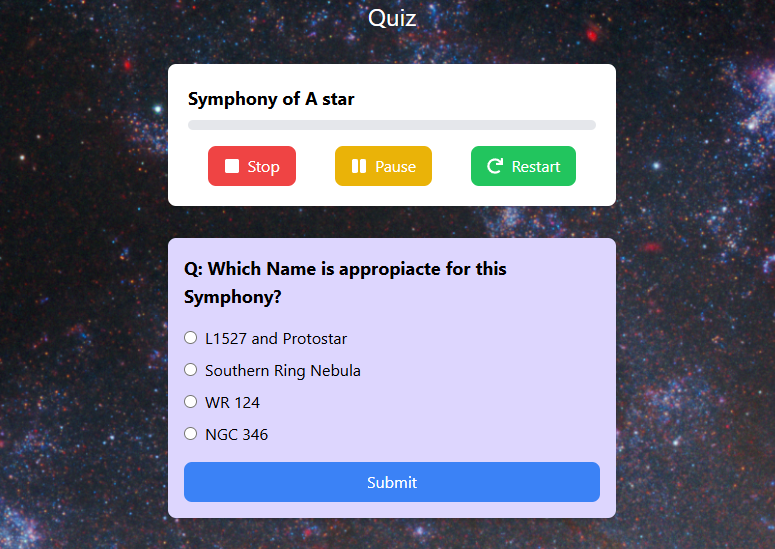 Quiz
Symphony of A star
Stop
Pause
Restart
Q: Which Name is appropiacte for this
Symphony?
L1527 and Protostar
Southern Ring Nebula
WR 124
NGC 346
Submit